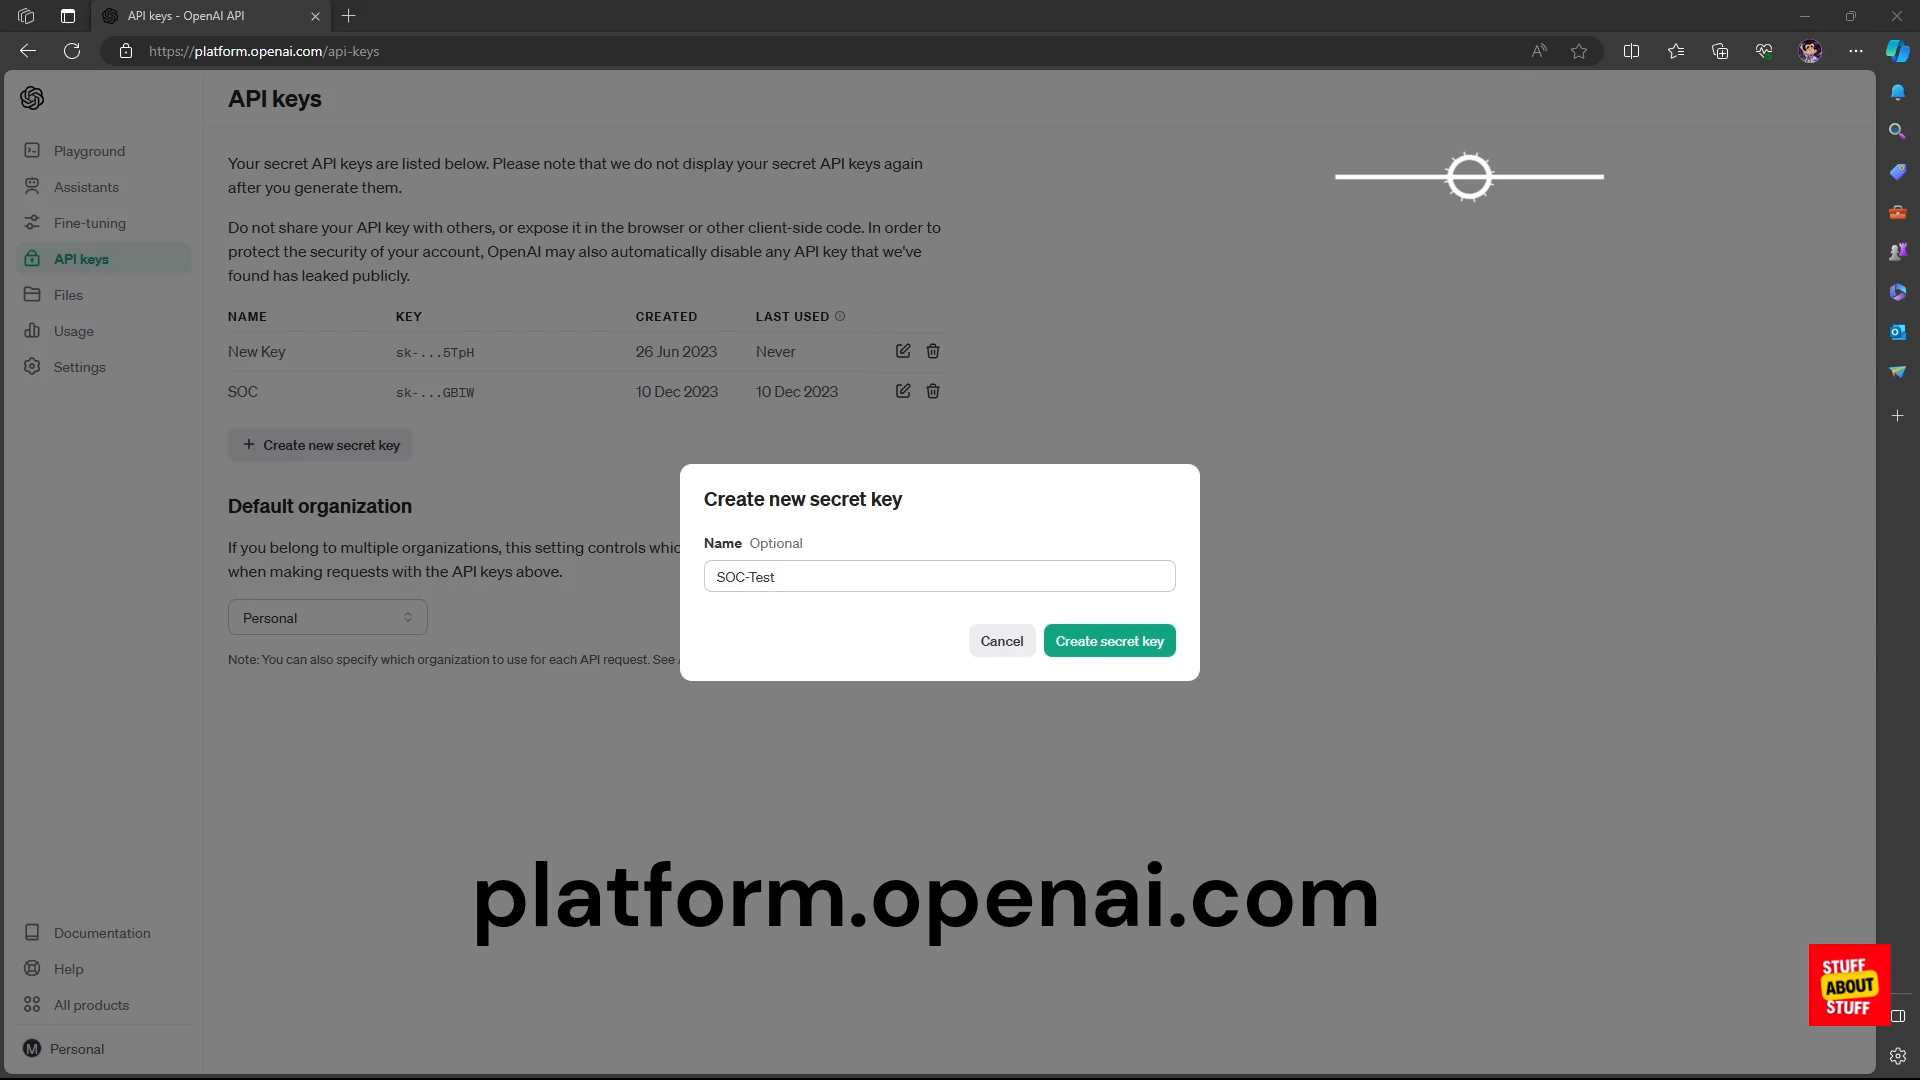 API keys - OpenAI API
https://platform.openai.com/api-keys
API keys
Playground
Assistants
Fine-tuning
API keys
Files
Usage
Settings
Your secret API keys are listed below. Please note that we do not display your secret API keys again
after you generate them.
Do not share your API key with others, or expose it in the browser or other client-side code. In order to
protect the security of your account, OpenAI may also automatically disable any API key that we've
found has leaked publicly.
NAME KEY CREATED LAST USED
New Key sk-...5TpH 26 Jun 2023 Never
SOC sk-...GBIW 10 Dec 2023 10 Dec 2023
+ Create new secret key
Default organization
If you belong to multiple organizations, this setting controls
when making requests with the API keys above.
Personal
Note: You can also specify which organization to use for each API request. See
Create new secret key
Name Optional
SOC-Test
Cancel
Create secret key
platform.openai.com
Documentation
Help
All products
M Personal
STUFF
ABOUT
STUFF